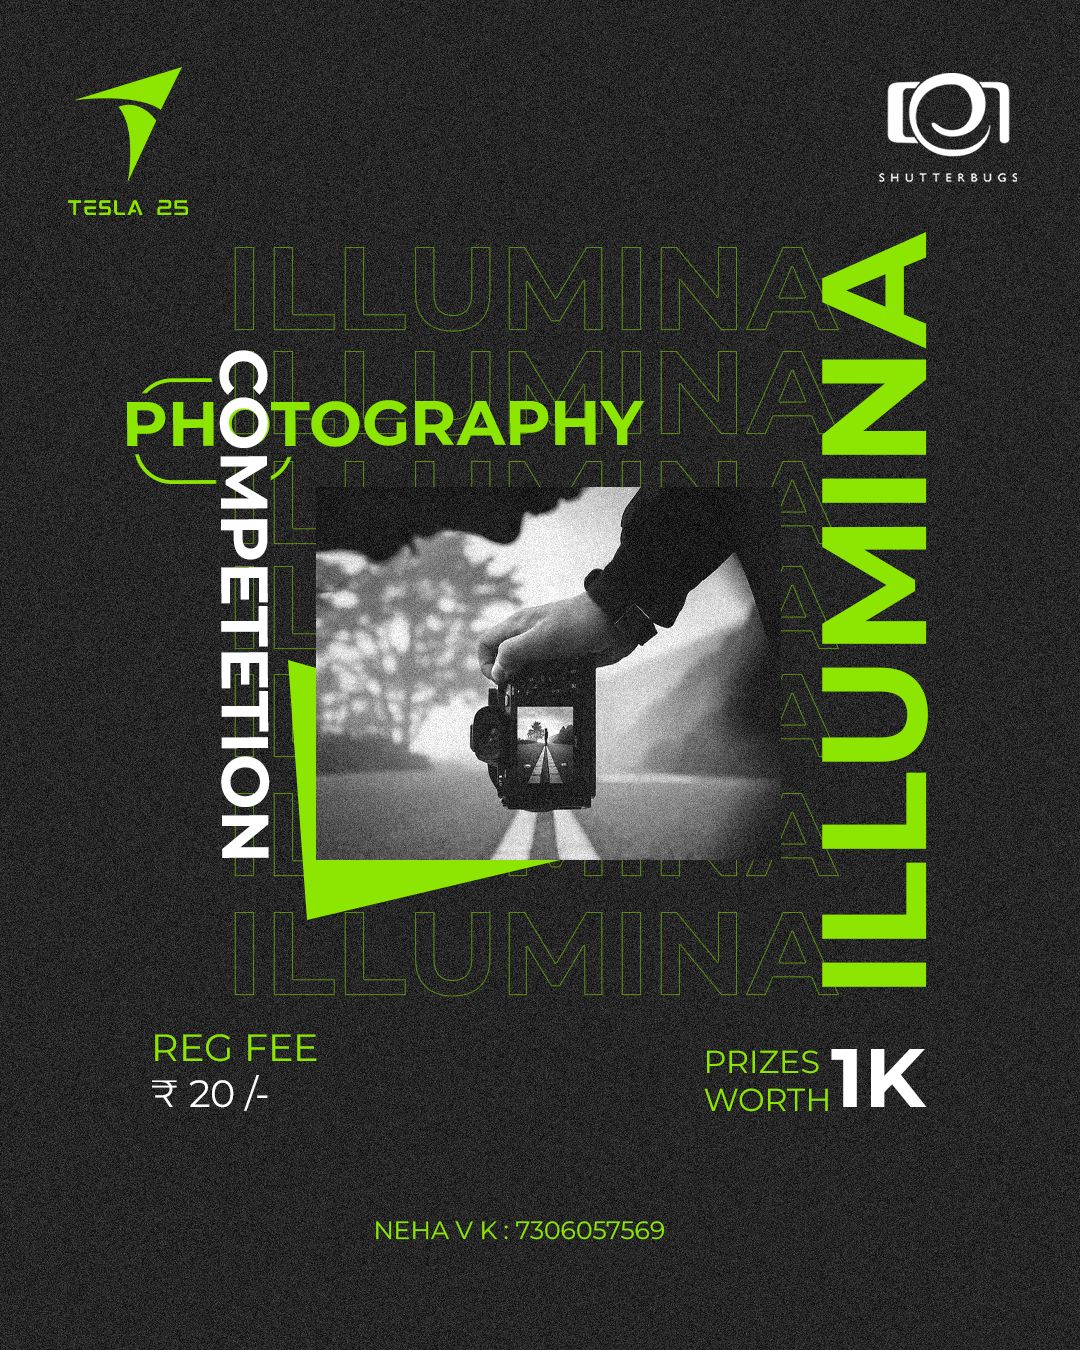 TESLA 25
SHUTTERBUGS
ILLUMINA
ILLUMINA
PHOTOGRAPHY
COMPETETION
ILLUMINA
ILLUMINA
REG FEE
₹ 20 /-
PRIZES
WORTH 1K
NEHA V K : 7306057569